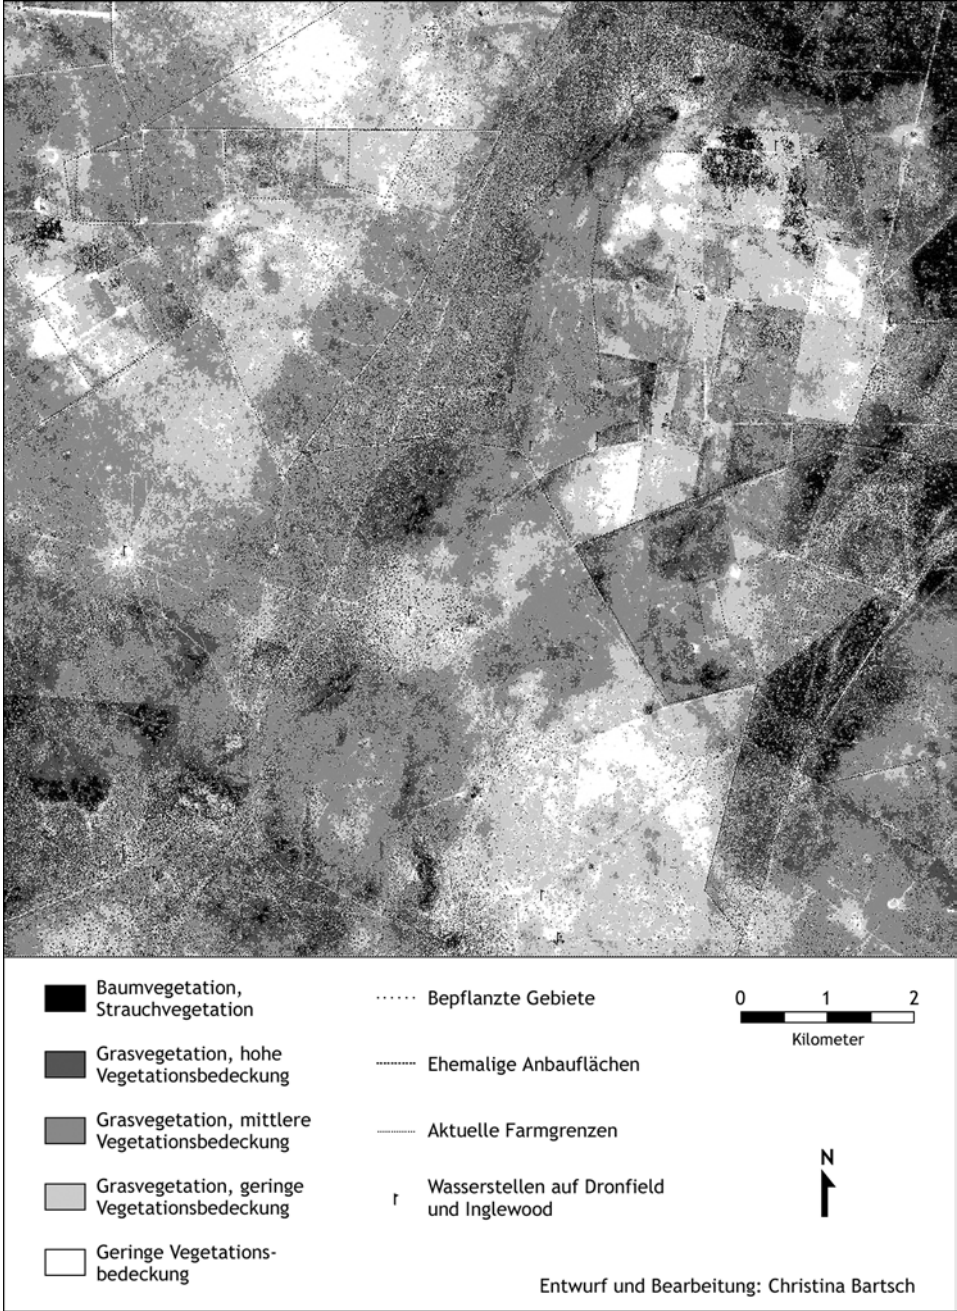 Baumvegetation,
Strauchvegetation
Grasvegetation, hohe
Vegetationsbedeckung
Grasvegetation, mittlere
Vegetationsbedeckung
Grasvegetation, geringe
Vegetationsbedeckung
Geringe Vegetations-
bedeckung
Bepflanzte Gebiete
Ehemalige Anbauflächen
Aktuelle Farmgrenzen
Wasserstellen auf Dronfield
und Inglewood
0 1 2
Kilometer
N
Entwurf und Bearbeitung: Christina Bartsch